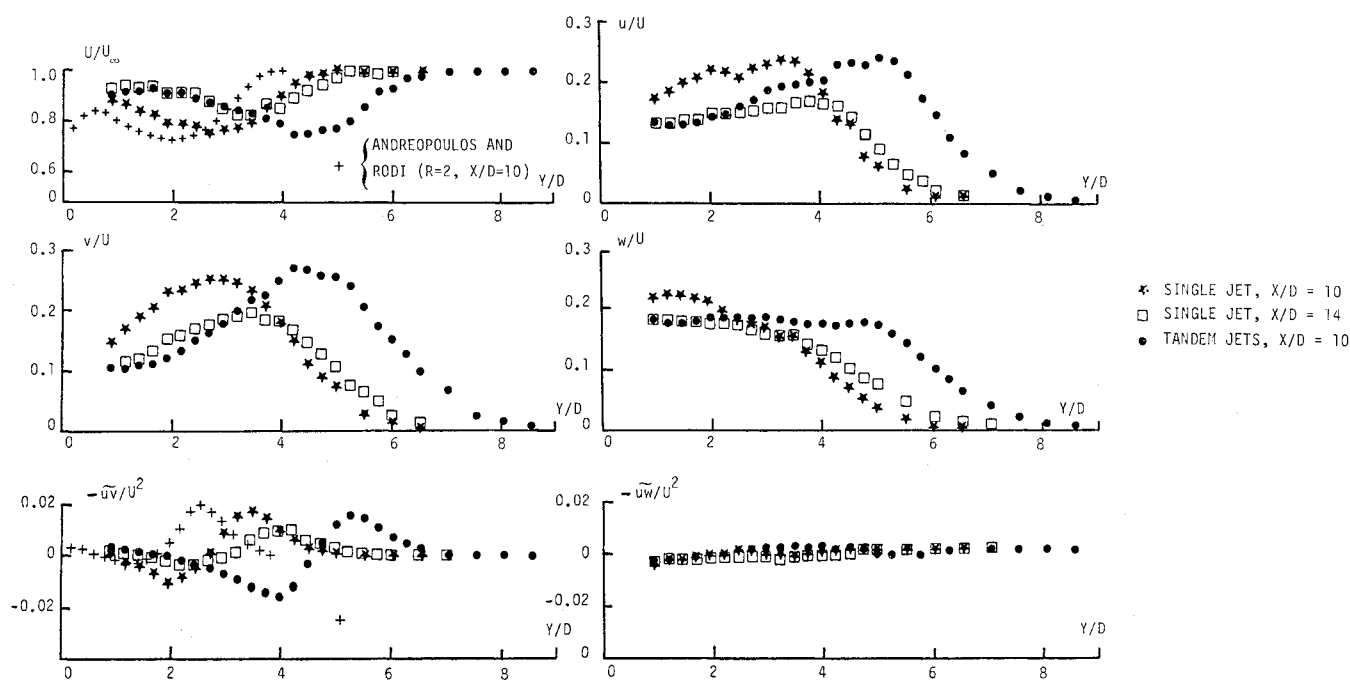 U/U∞
1.0
0.8
0.6
0
0 2 4 6 8
Y/D
+ { ANDREOPOULOS AND
RODI (R=2, X/D=10)
u/U
0.3
0.2
0.1
0
0 2 4 6 8
Y/D
v/U
0.3
0.2
0.1
0
0 2 4 6 8
Y/D
w/U
0.3
0.2
0.1
0
0 2 4 6 8
Y/D
SINGLE JET, X/D = 10
SINGLE JET, X/D = 14
TANDEM JETS, X/D = 10
-u͠v/U²
0.02
0
-0.02
0 2 4 6 8
Y/D
-u͠w/U²
0.02
0
-0.02
0
0 2 4 6 8
Y/D